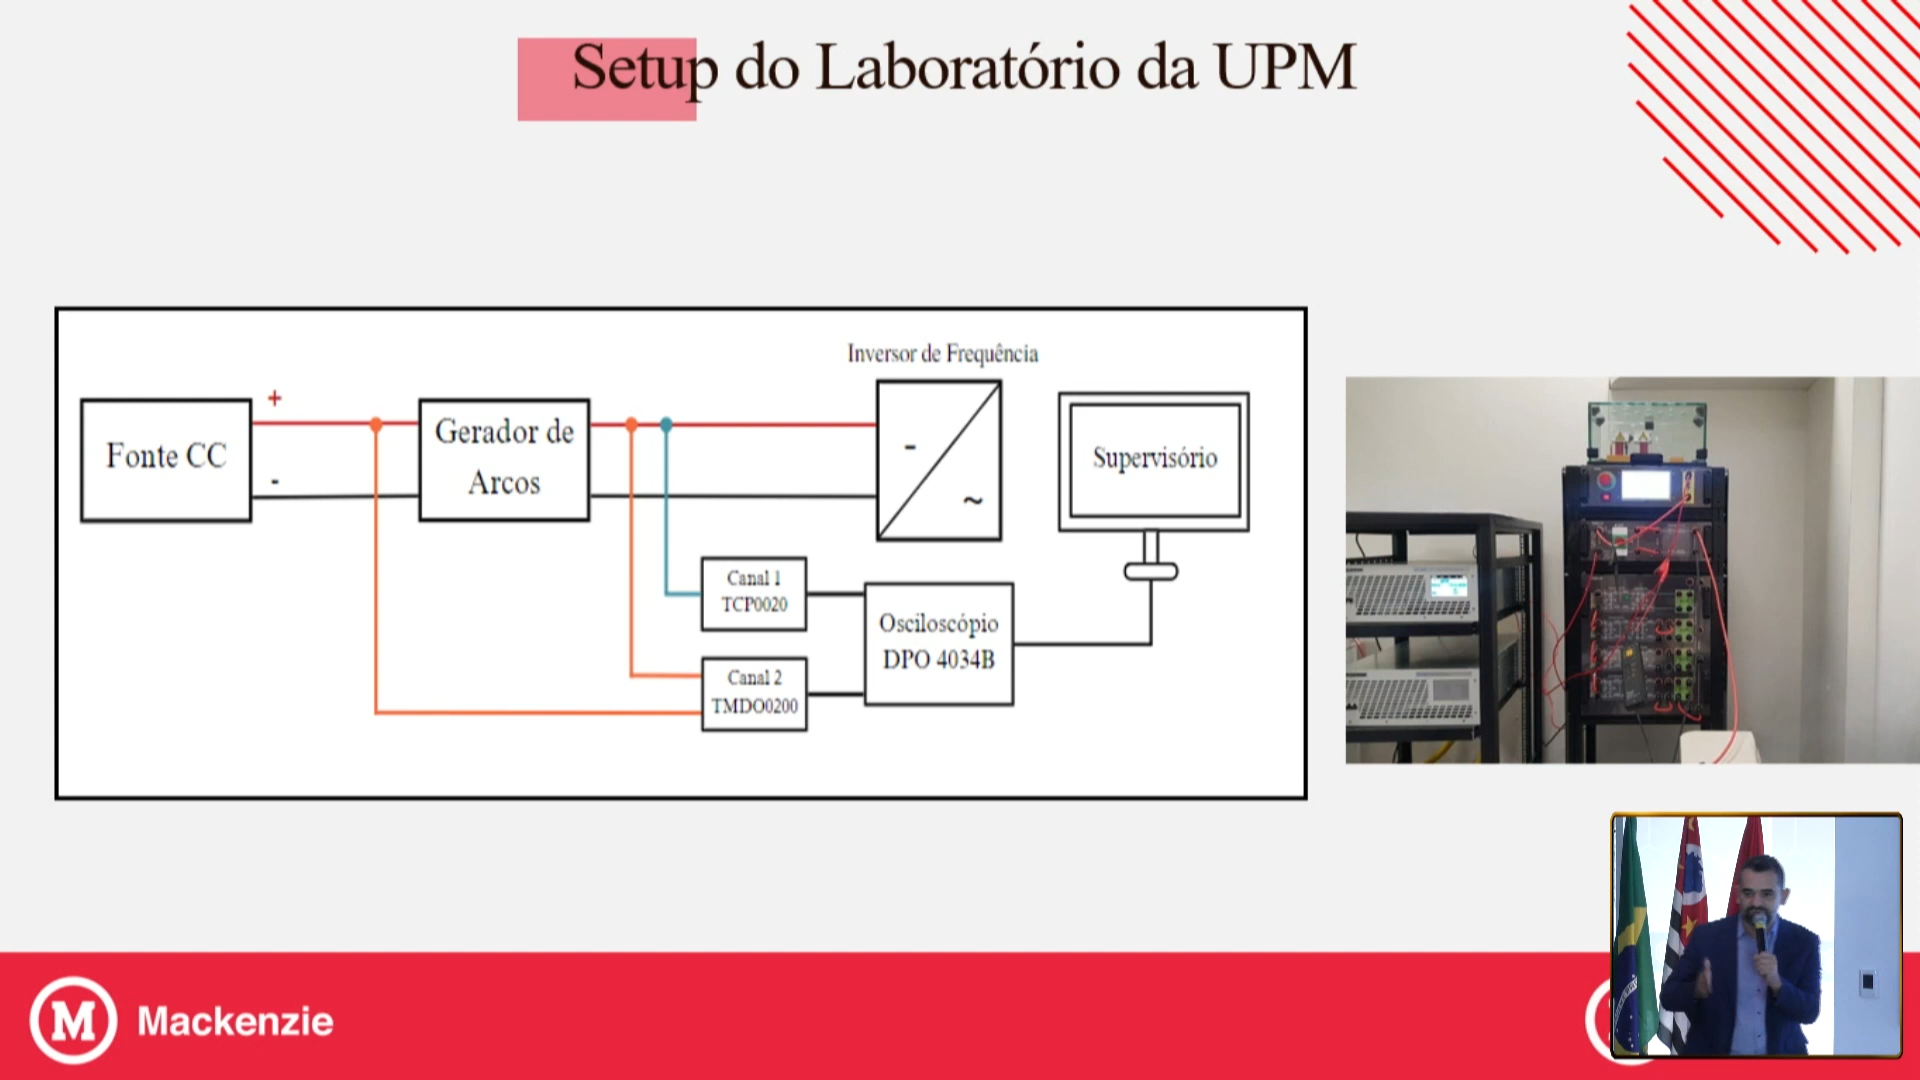 Setup do Laboratório da UPM
Inversor de Frequência
+
Fonte CC
-
Gerador de
Arcos
-
~
Supervisório
Canal 1
TCP0020
Osciloscópio
DPO 4034B
Canal 2
TMDO0200
M Mackenzie